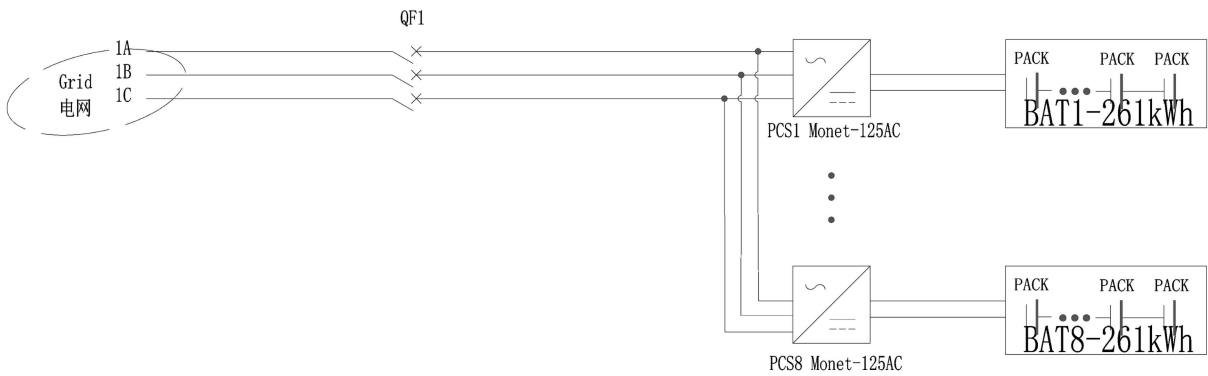 QF1
1A
1B
1C
Grid
电网
PACK PACK PACK
BAT1-261kWh
PCS1 Monet-125AC
PACK PACK PACK
BAT8-261kWh
PCS8 Monet-125AC